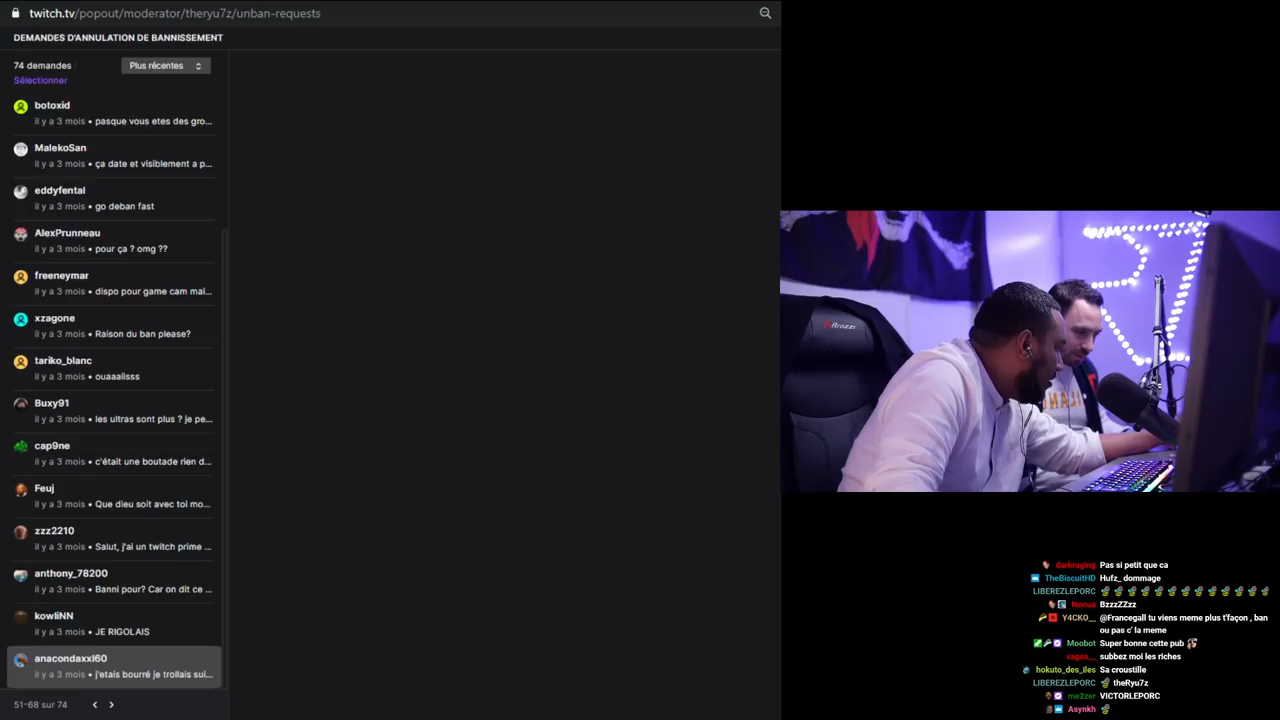 twitch.tv/popout/moderator/theryu7z/unban-requests
DEMANDES D'ANNULATION DE BANNISSEMENT
74 demandes
Plus récentes
Sélectionner
botoxid
il y a 3 mois • pasque vous etes des gro...
MalekoSan
il y a 3 mois • ça date et visiblement a p...
eddyfental
il y a 3 mois • go deban fast
AlexPrunneau
il y a 3 mois • pour ça ? omg ??
freeneymar
il y a 3 mois • dispo pour game cam mai...
xzagone
il y a 3 mois • Raison du ban please?
tariko_blanc
il y a 3 mois • ouaaaiisss
Buxy91
il y a 3 mois • les ultras sont plus ? je pe...
cap9ne
il y a 3 mois • c'était une boutade rien d...
Feuj
il y a 3 mois • Que dieu soit avec toi mo...
zzz2210
il y a 3 mois • Salut, j'ai un twitch prime ...
anthony_78200
il y a 3 mois • Banni pour? Car on dit ce ...
kowliNN
il y a 3 mois • JE RIGOLAIS
anacondaxxl60
il y a 3 mois • j'etais bourré je trollais sui...
51-68 sur 74
darkraging Pas si petit que ca
TheBiscuitHD Hufz_ dommage
LIBEREZLEPORC
Nonua BzzzZZzz
Y4CKO__ @Francegall tu viens meme plus t'façon , ban
ou pas c' la meme
Moobot Super bonne cette pub
vagos__ subbez moi les riches
hokuto_des_iles Sa croustille
LIBEREZLEPORC theRyu7z
me2zer VICTORLEPORC
Asynkh